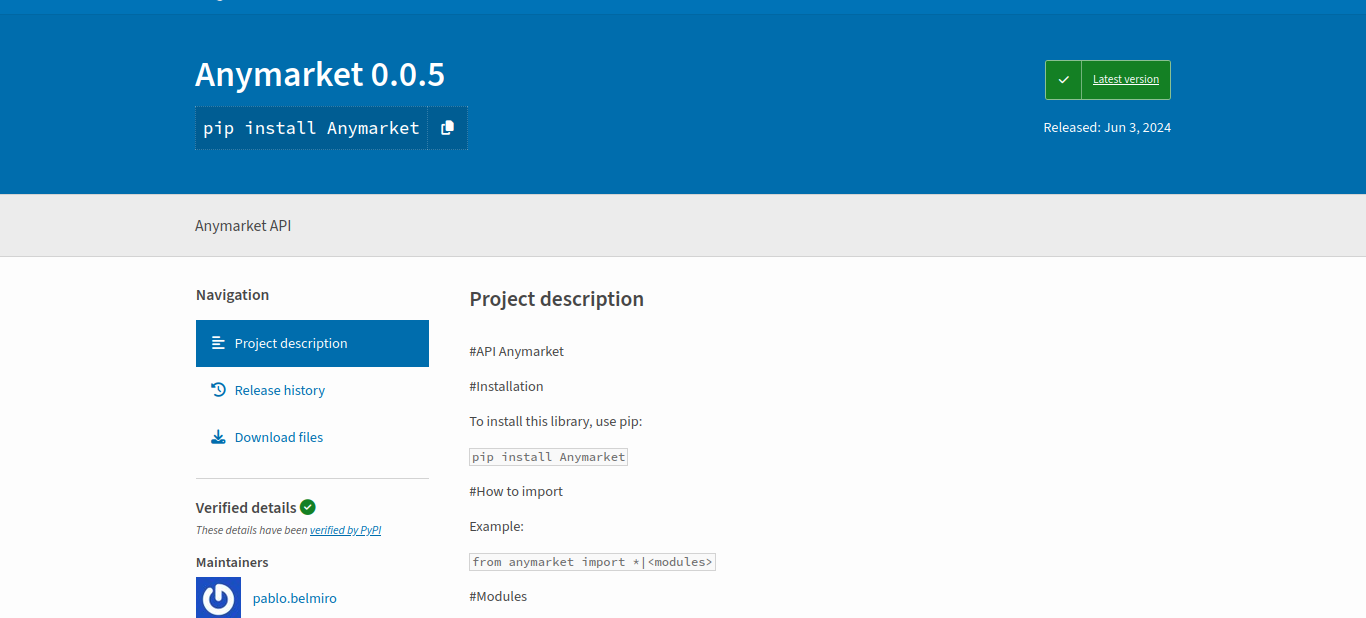 Anymarket 0.0.5
pip install Anymarket
Latest version
Released: Jun 3, 2024
Anymarket API
Navigation
Project description
Release history
Download files
Verified details
These details have been verified by PyPI
Maintainers
pablo.belmiro
Project description
#API Anymarket
#Installation
To install this library, use pip:
pip install Anymarket
#How to import
Example:
from anymarket import *|<modules>
#Modules